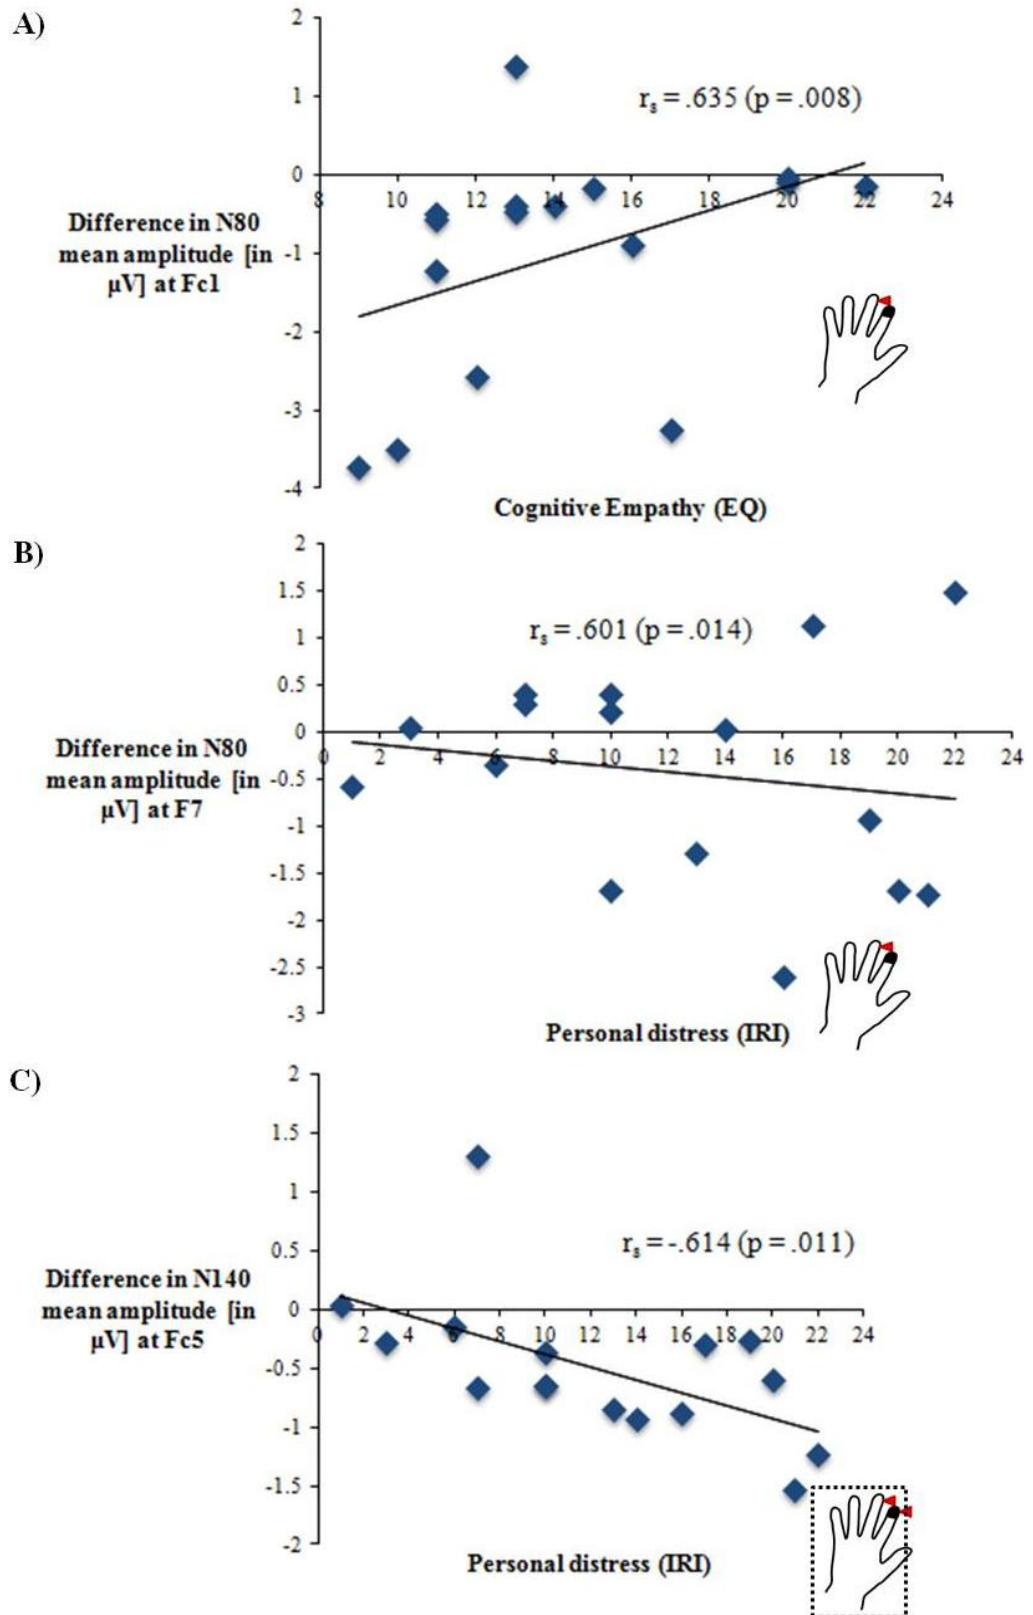 A)
2
1
r_s = .635 (p = .008)
0
8 10 12 14 16 18 20 22 24
Difference in N80
mean amplitude [in
µV] at Fc1
-1
-2
-3
-4
Cognitive Empathy (EQ)
B)
2
1.5
1
r_s = .601 (p = .014)
0.5
0
0 2 4 6 8 10 12 14 16 18 20 22 24
Difference in N80
mean amplitude [in
µV] at F7
-0.5
-1
-1.5
-2
-2.5
-3
Personal distress (IRI)
C)
2
1.5
1
0.5
r_s = -.614 (p = .011)
0
0 2 4 6 8 10 12 14 16 18 20 22 24
Difference in N140
mean amplitude [in
µV] at Fc5
-0.5
-1
-1.5
-2
Personal distress (IRI)